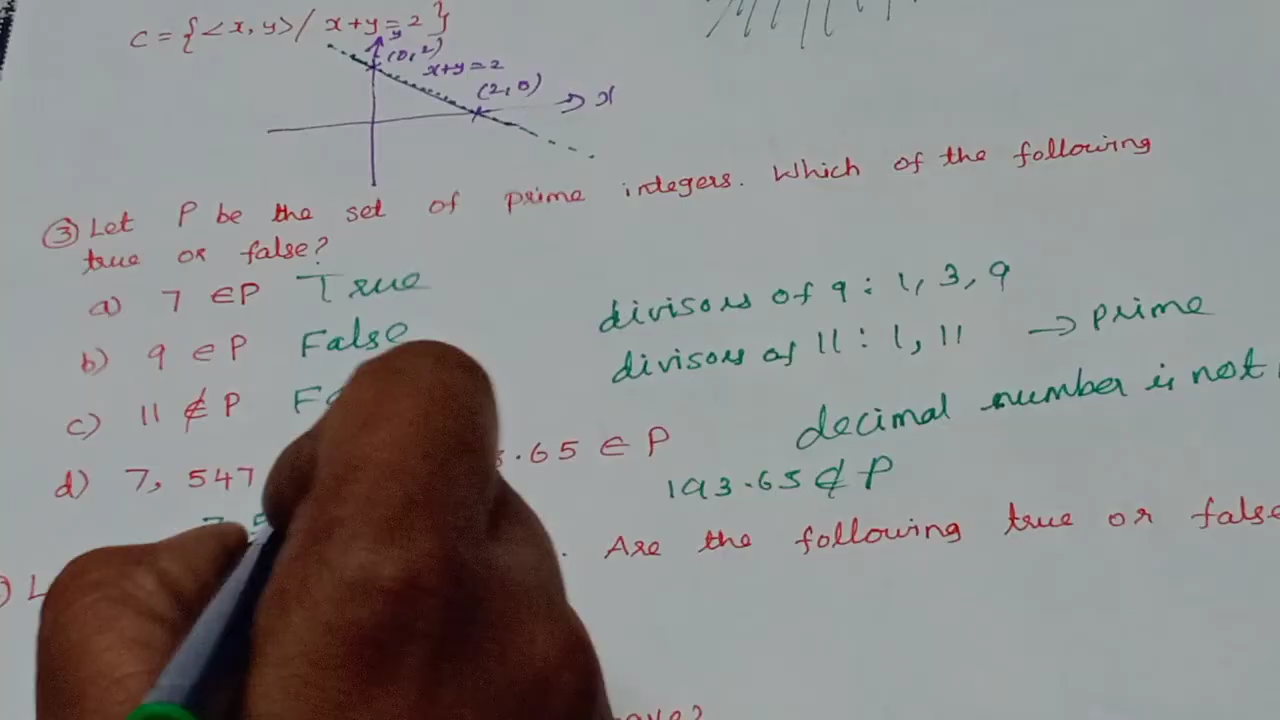 C = {<x, y> / x+y=2}
y
(0, 2)
x+y=2
(2, 0)
x
③ Let P be the set of prime integers. Which of the following
true or false?
a) 7 ∈ P True
b) 9 ∈ P False
c) 11 ∉ P
d) 7, 547 .65 ∈ P
divisors of 9 : 1, 3, 9
divisors of 11 : 1, 11 → prime
decimal number is not
193.65 ∉ P
Are the following true or false